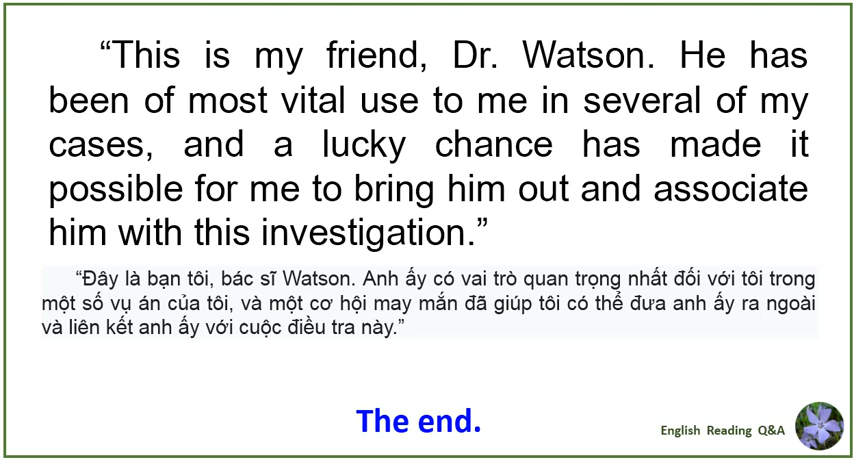 “This is my friend, Dr. Watson. He has
been of most vital use to me in several of my
cases, and a lucky chance has made it
possible for me to bring him out and associate
him with this investigation.”
“Đây là bạn tôi, bác sĩ Watson. Anh ấy có vai trò quan trọng nhất đối với tôi trong
một số vụ án của tôi, và một cơ hội may mắn đã giúp tôi có thể đưa anh ấy ra ngoài
và liên kết anh ấy với cuộc điều tra này.”
The end.
English Reading Q&A